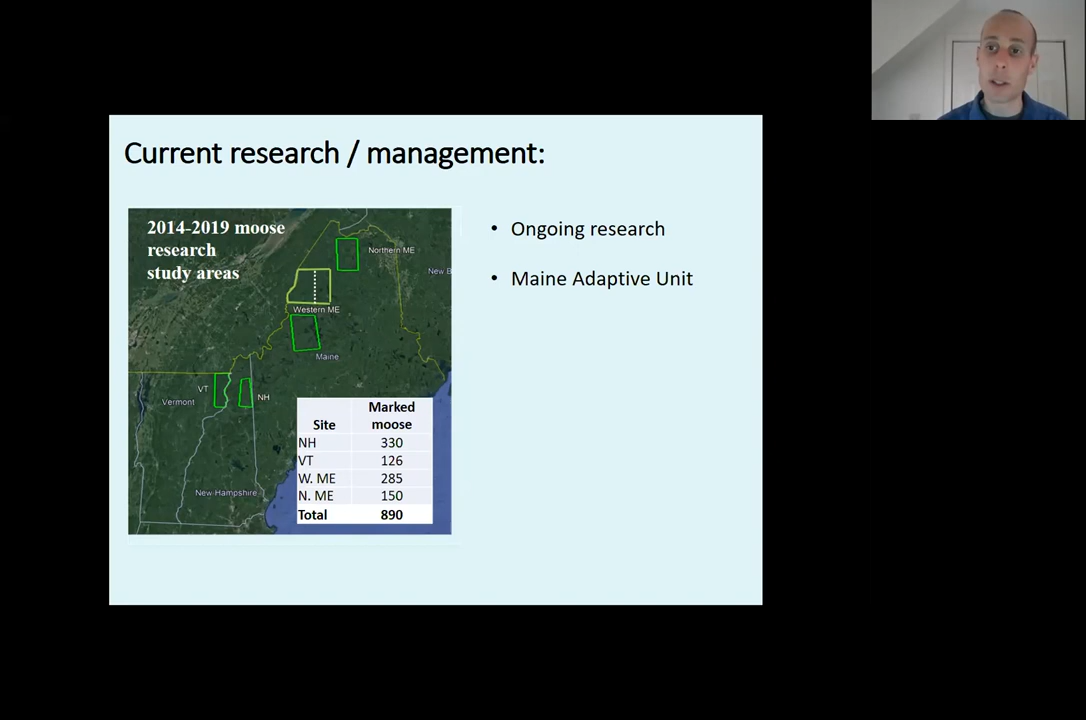 Current research / management:
2014-2019 moose
research
study areas
Northern ME
New B
Western ME
Maine
VT
NH
Vermont
New Hampshire
Site Marked moose
NH 330
VT 126
W. ME 285
N. ME 150
Total 890
• Ongoing research
• Maine Adaptive Unit